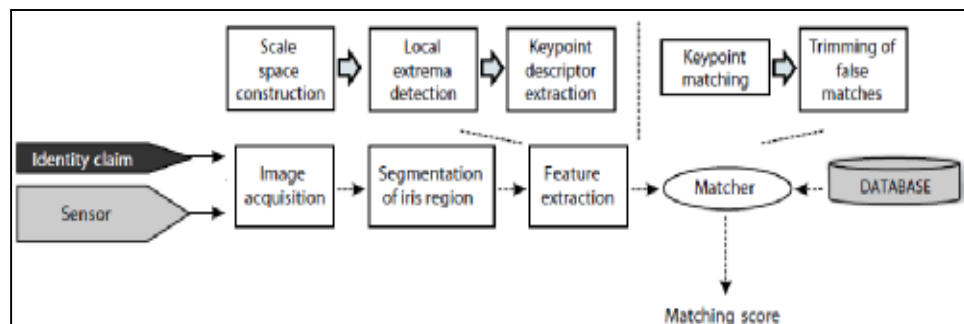 Scale
space
construction
Local
extrema
detection
Keypoint
descriptor
extraction
Keypoint
matching
Trimming of
false
matches
Identity claim
Sensor
Image
acquisition
Segmentation
of iris region
Feature
extraction
Matcher
DATABASE
Matching score